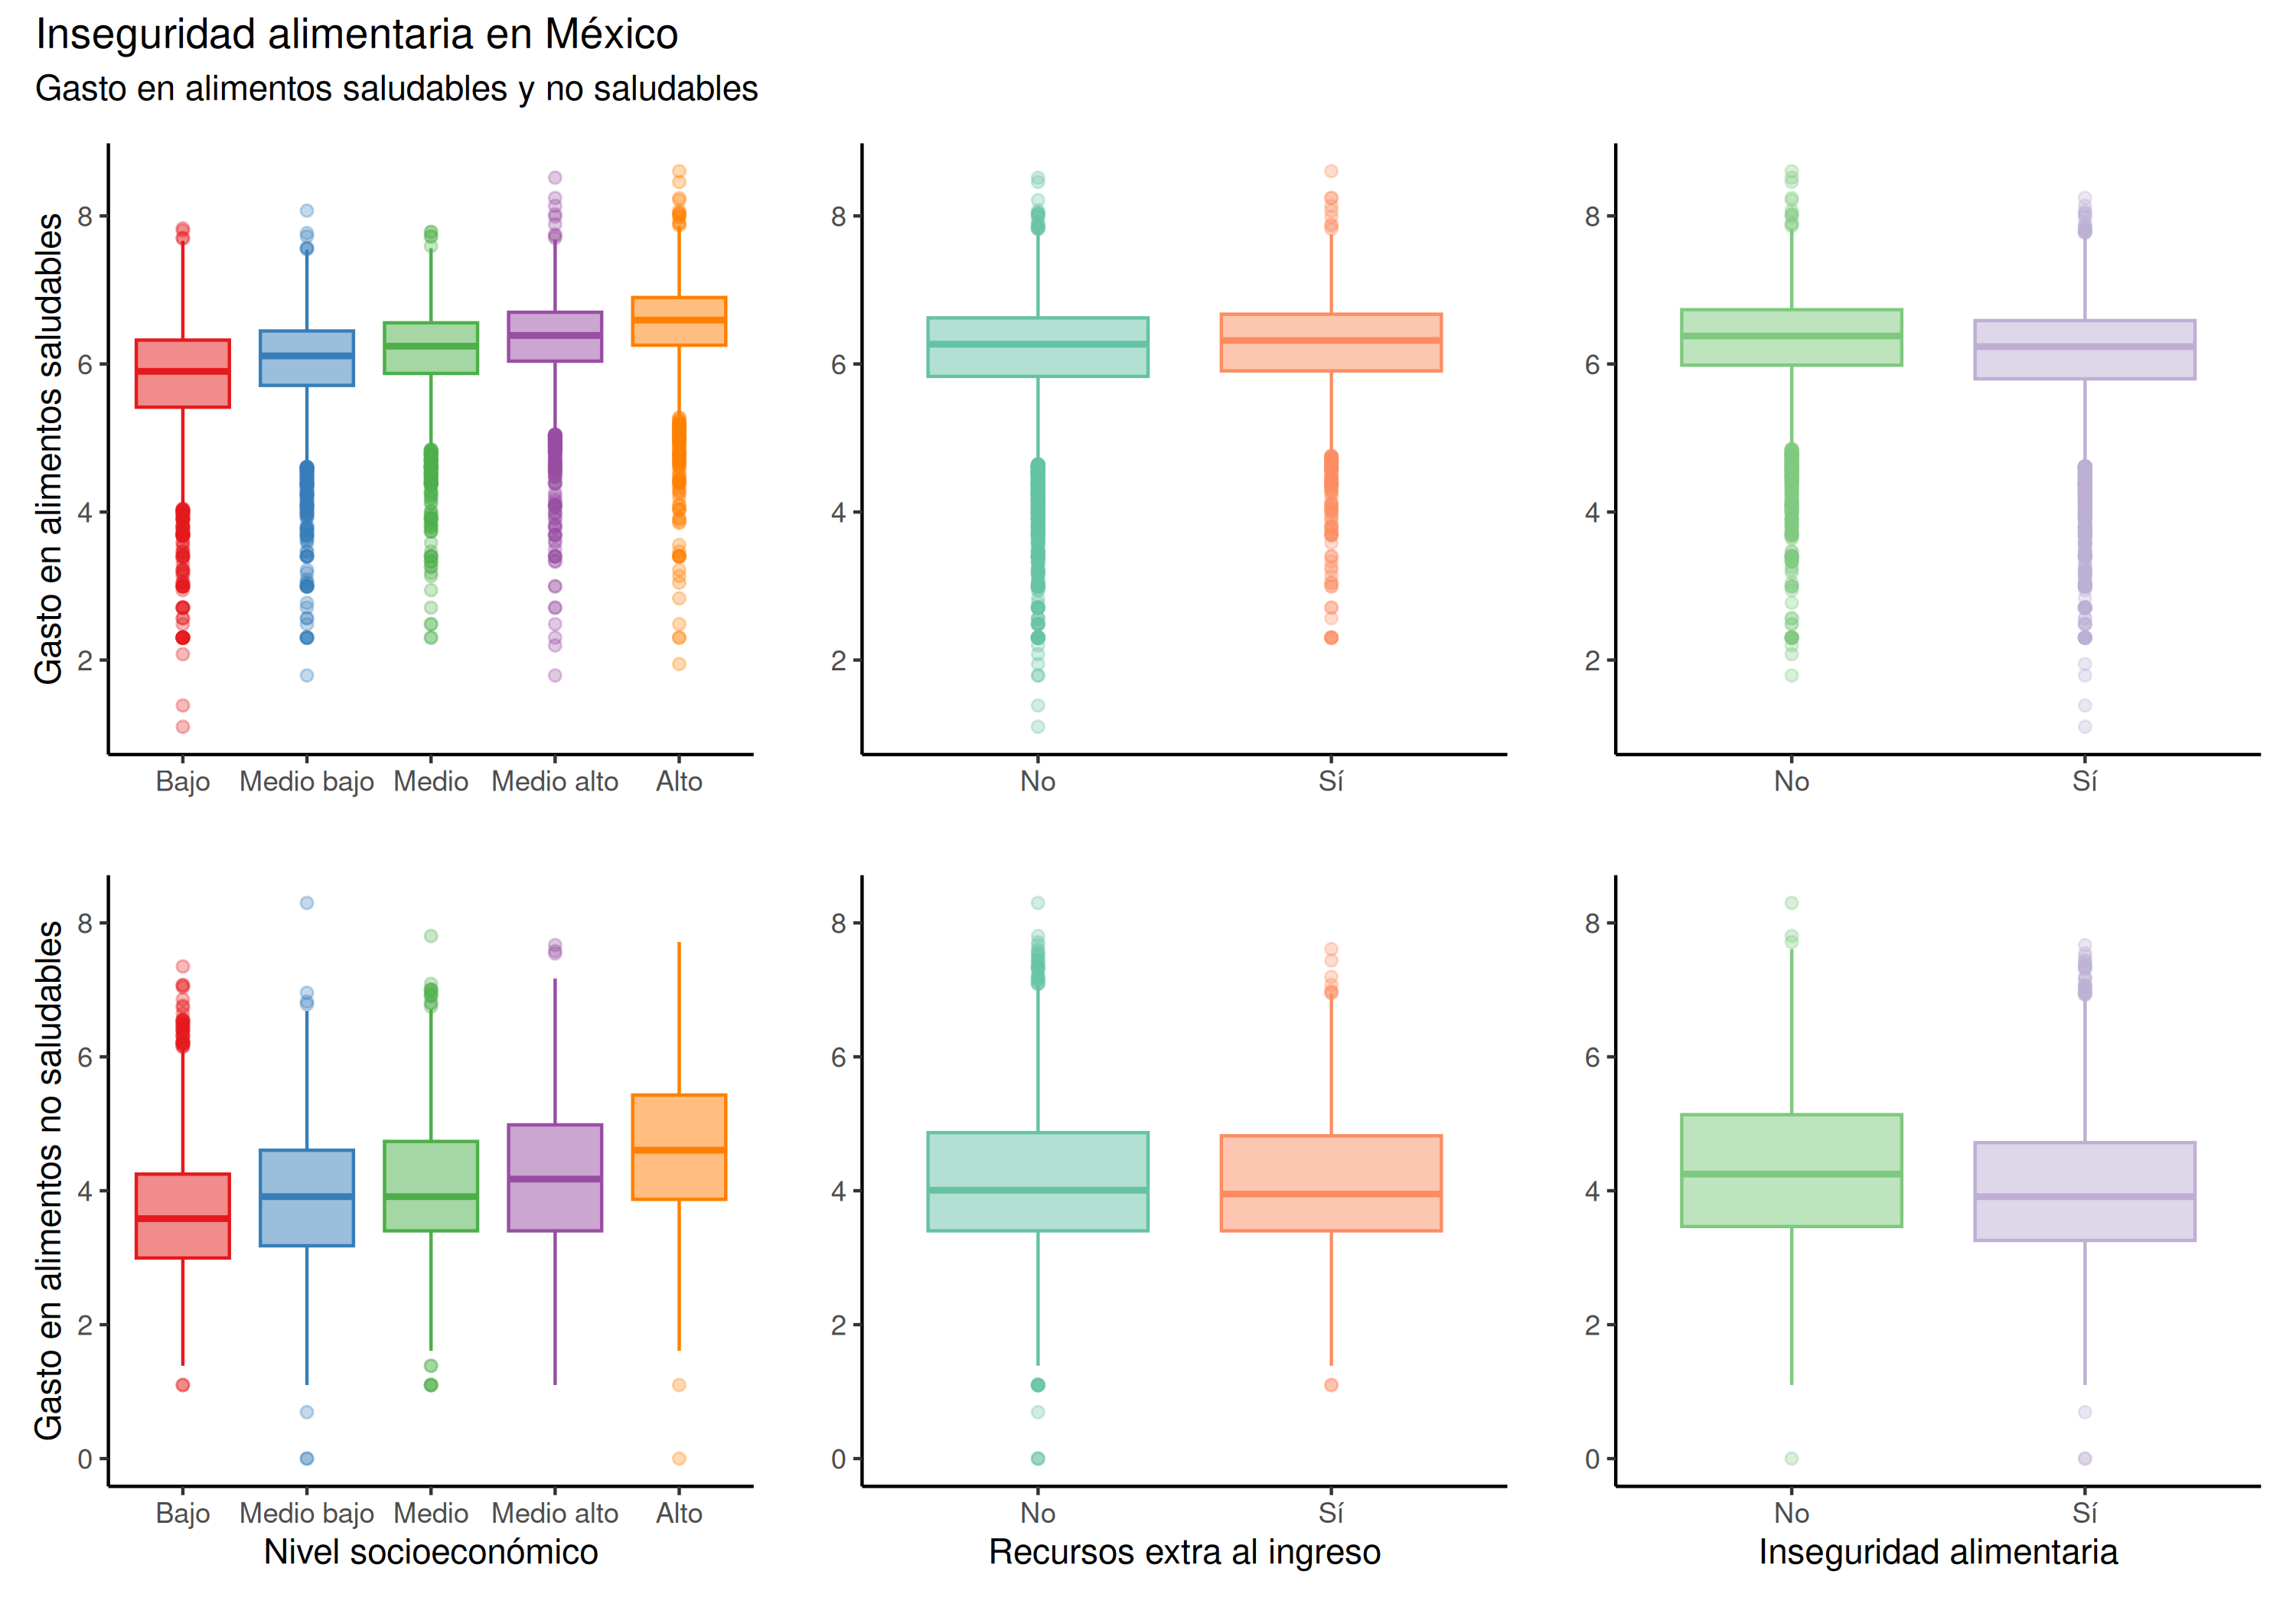 Inseguridad alimentaria en México
Gasto en alimentos saludables y no saludables
Gasto en alimentos saludables
8
6
4
2
Bajo Medio bajo Medio Medio alto Alto
8
6
4
2
No Sí
8
6
4
2
No Sí
Gasto en alimentos no saludables
8
6
4
2
0
Bajo Medio bajo Medio Medio alto Alto
Nivel socioeconómico
8
6
4
2
0
No Sí
Recursos extra al ingreso
8
6
4
2
0
No Sí
Inseguridad alimentaria